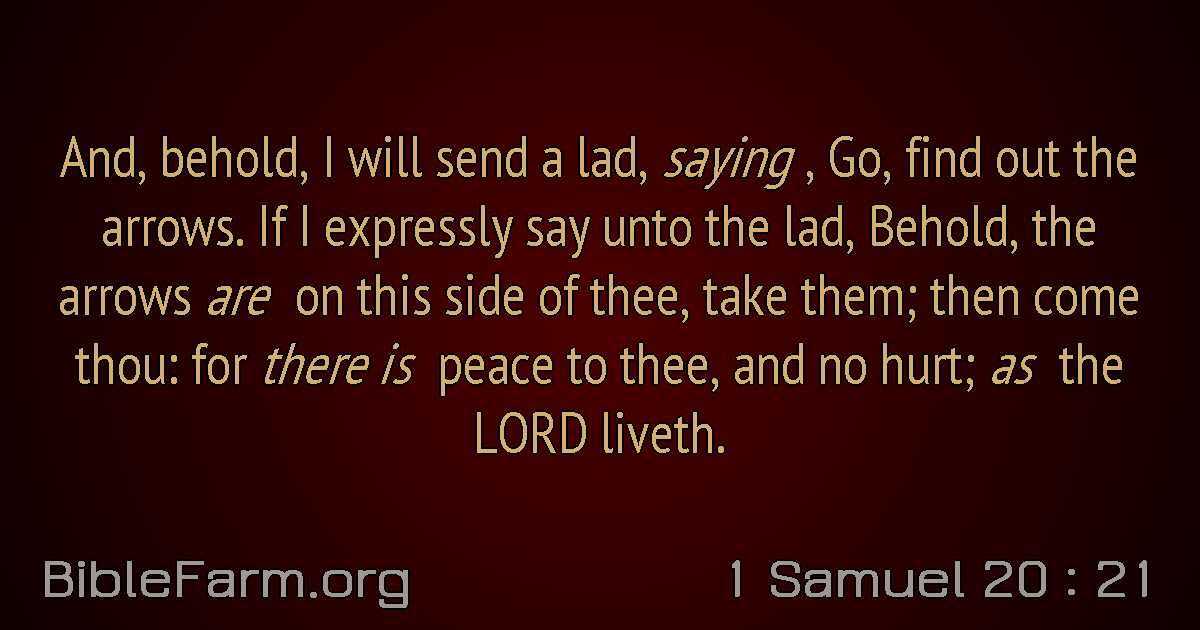 And, behold, I will send a lad, saying , Go, find out the
arrows. If I expressly say unto the lad, Behold, the
arrows are on this side of thee, take them; then come
thou: for there is peace to thee, and no hurt; as the
LORD liveth.
BibleFarm.org
1 Samuel 20 : 21